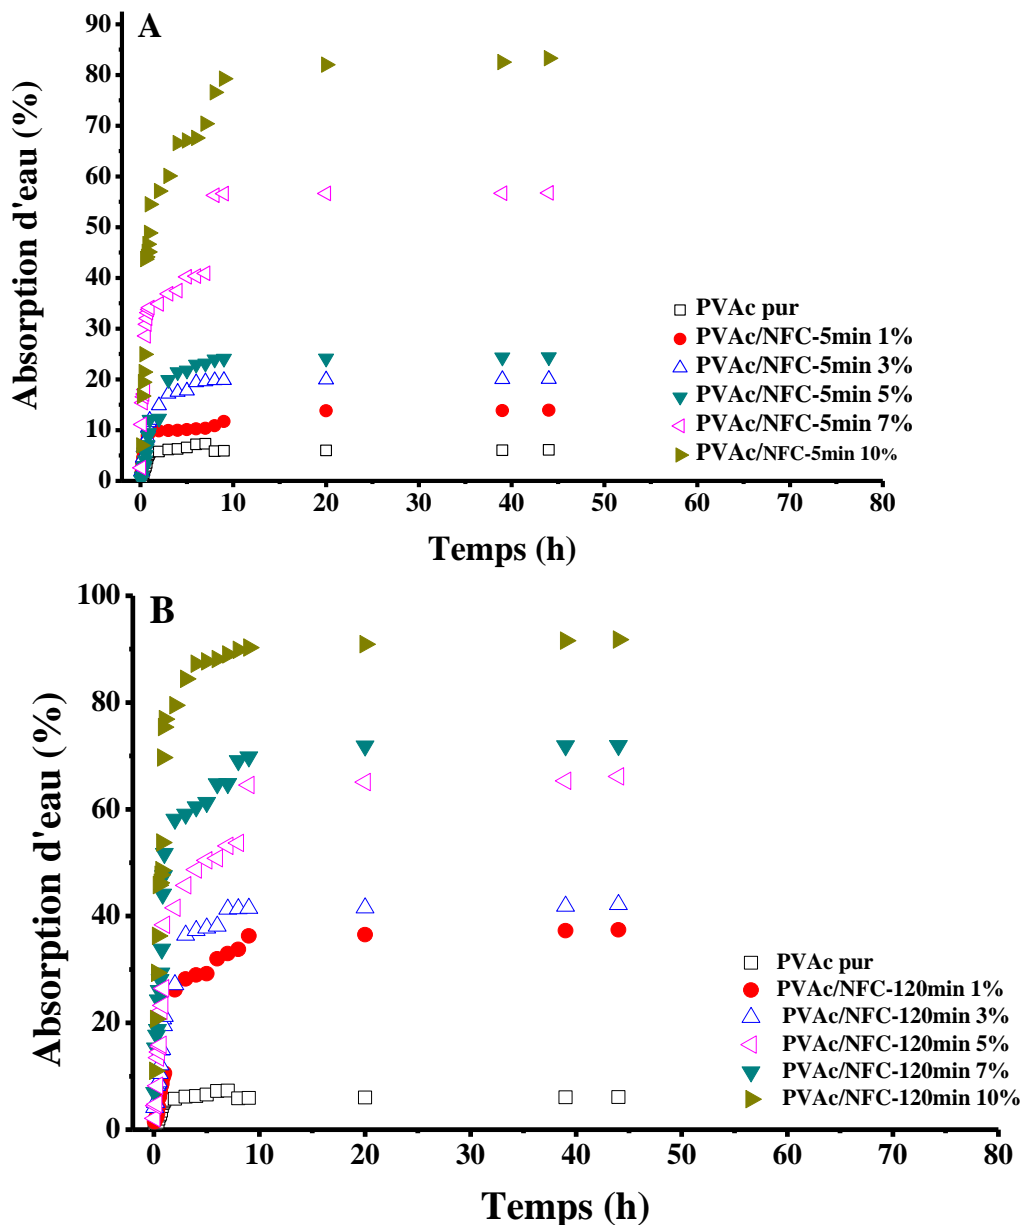 A
90
80
70
60
50
40
30
20
10
0
Absorption d'eau (%)
PVAc pur
PVAc/NFC-5min 1%
PVAc/NFC-5min 3%
PVAc/NFC-5min 5%
PVAc/NFC-5min 7%
PVAc/NFC-5min 10%
0 10 20 30 40 50 60 70 80
Temps (h)
B
100
80
60
40
20
0
Absorption d'eau (%)
PVAc pur
PVAc/NFC-120min 1%
PVAc/NFC-120min 3%
PVAc/NFC-120min 5%
PVAc/NFC-120min 7%
PVAc/NFC-120min 10%
0 10 20 30 40 50 60 70 80
Temps (h)